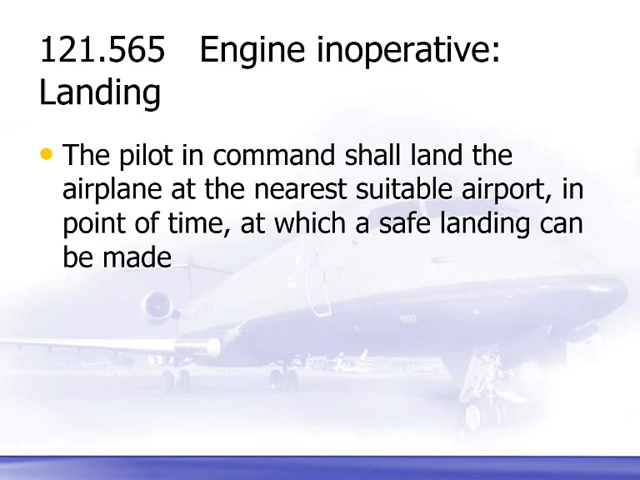 121.565 Engine inoperative:
Landing
• The pilot in command shall land the
airplane at the nearest suitable airport, in
point of time, at which a safe landing can
be made